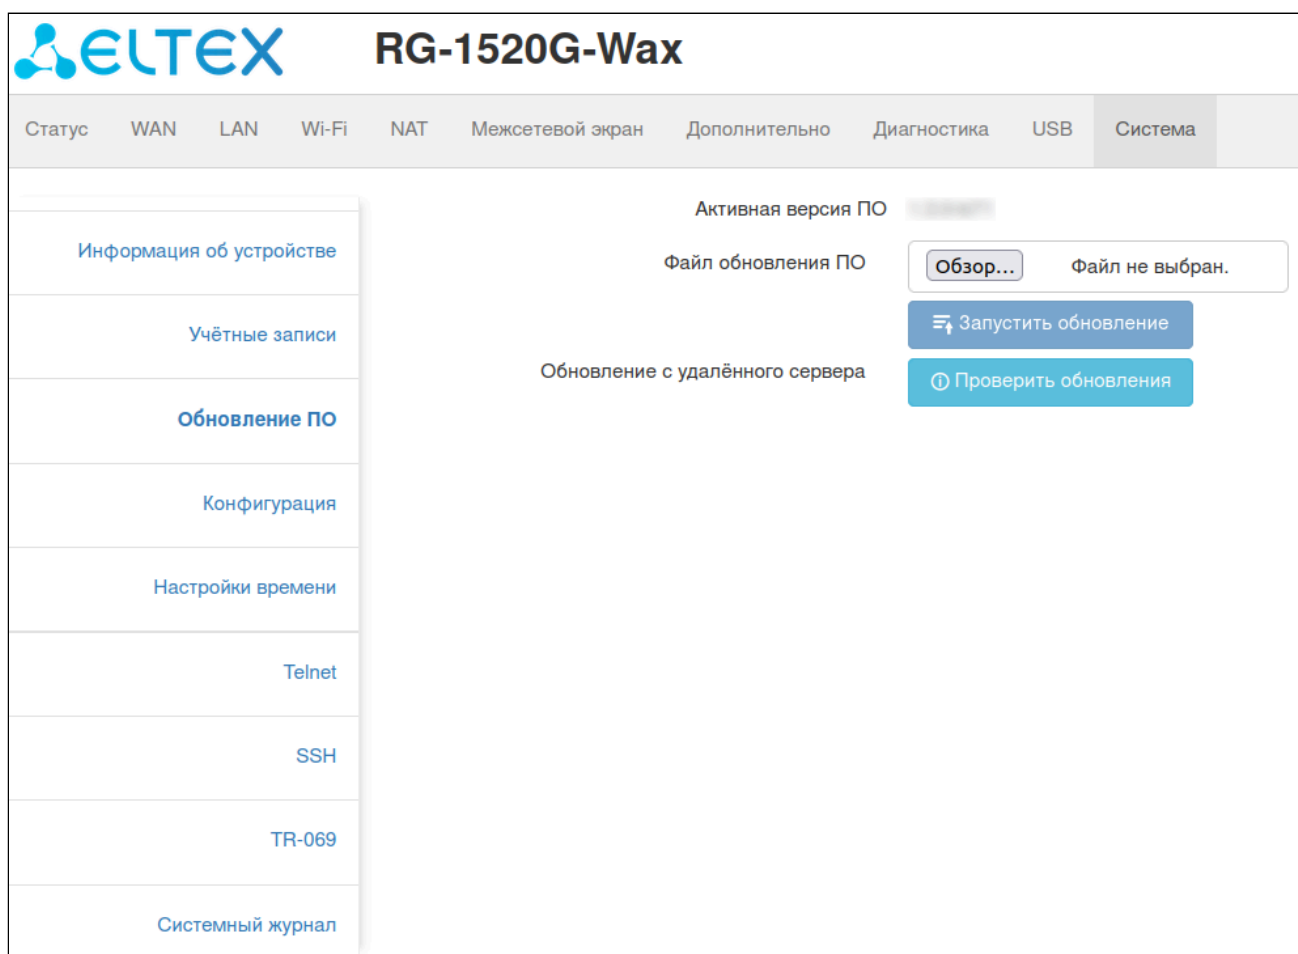 ELTEX RG-1520G-Wax
Статус WAN LAN Wi-Fi NAT Межсетевой экран Дополнительно Диагностика USB Система
Активная версия ПО
Информация об устройстве
Файл обновления ПО Обзор... Файл не выбран.
Запустить обновление
Учётные записи
Обновление с удалённого сервера Проверить обновления
Обновление ПО
Конфигурация
Настройки времени
Telnet
SSH
TR-069
Системный журнал